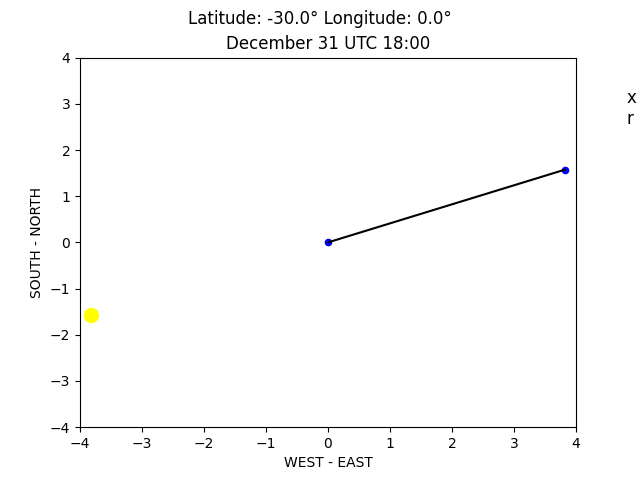 Latitude: -30.0° Longitude: 0.0°
December 31 UTC 18:00
4
3
2
1
0
−1
−2
−3
−4
SOUTH - NORTH
x
r
−4 −3 −2 −1 0 1 2 3 4
WEST - EAST